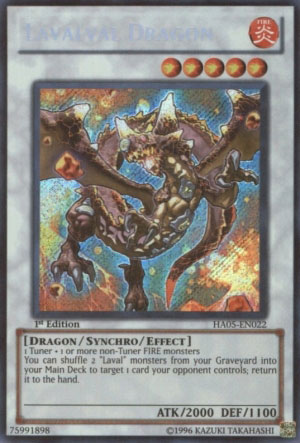 Lavalval Dragon
FIRE
炎
1st Edition
HA05-EN022
[DRAGON/SYNCHRO/EFFECT]
1 Tuner + 1 or more non-Tuner FIRE monsters
You can shuffle 2 "Laval" monsters from your Graveyard into
your Main Deck to target 1 card your opponent controls; return
it to the hand.
ATK/2000 DEF/1100
75991898
©1996 KAZUKI TAKAHASHI